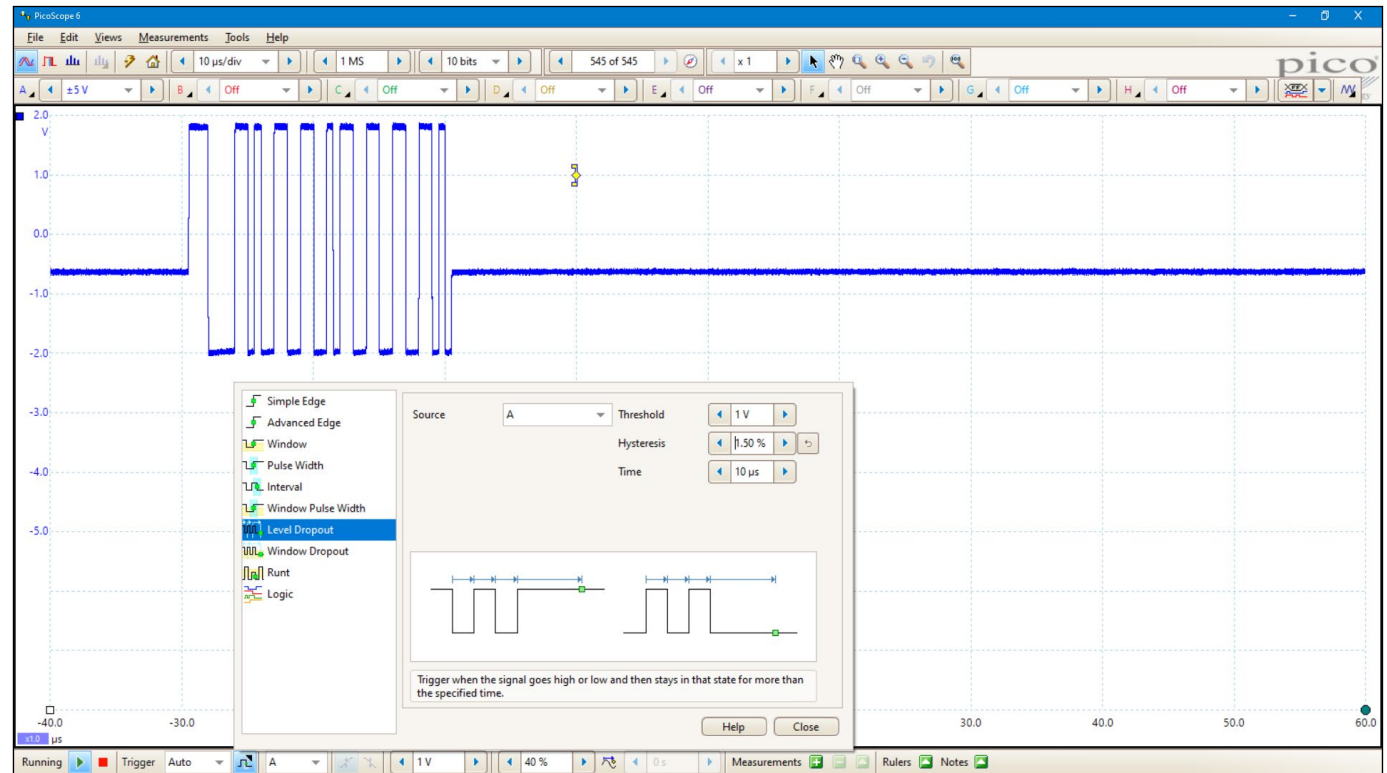 PicoScope 6
File Edit Views Measurements Tools Help
10 µs/div 1 MS 10 bits 545 of 545 x 1
pico
A ±5 V B Off C Off D Off E Off F Off G Off H Off
2.0
V
1.0
0.0
-1.0
-2.0
-3.0
-4.0
-5.0
Simple Edge
Advanced Edge
Window
Pulse Width
Interval
Window Pulse Width
Level Dropout
Window Dropout
Runt
Logic
Source A Threshold 1 V
Hysteresis 1.50 %
Time 10 µs
Trigger when the signal goes high or low and then stays in that state for more than
the specified time.
Help Close
-40.0 -30.0 30.0 40.0 50.0 60.0
x1.0 µs
Running Trigger Auto A 1 V 40 % 0 s Measurements Rulers Notes